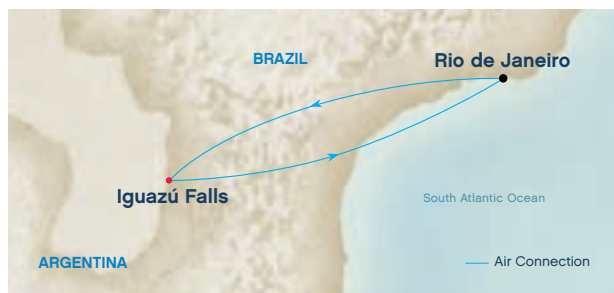 BRAZIL
Rio de Janeiro
Iguazú Falls
South Atlantic Ocean
ARGENTINA
Air Connection